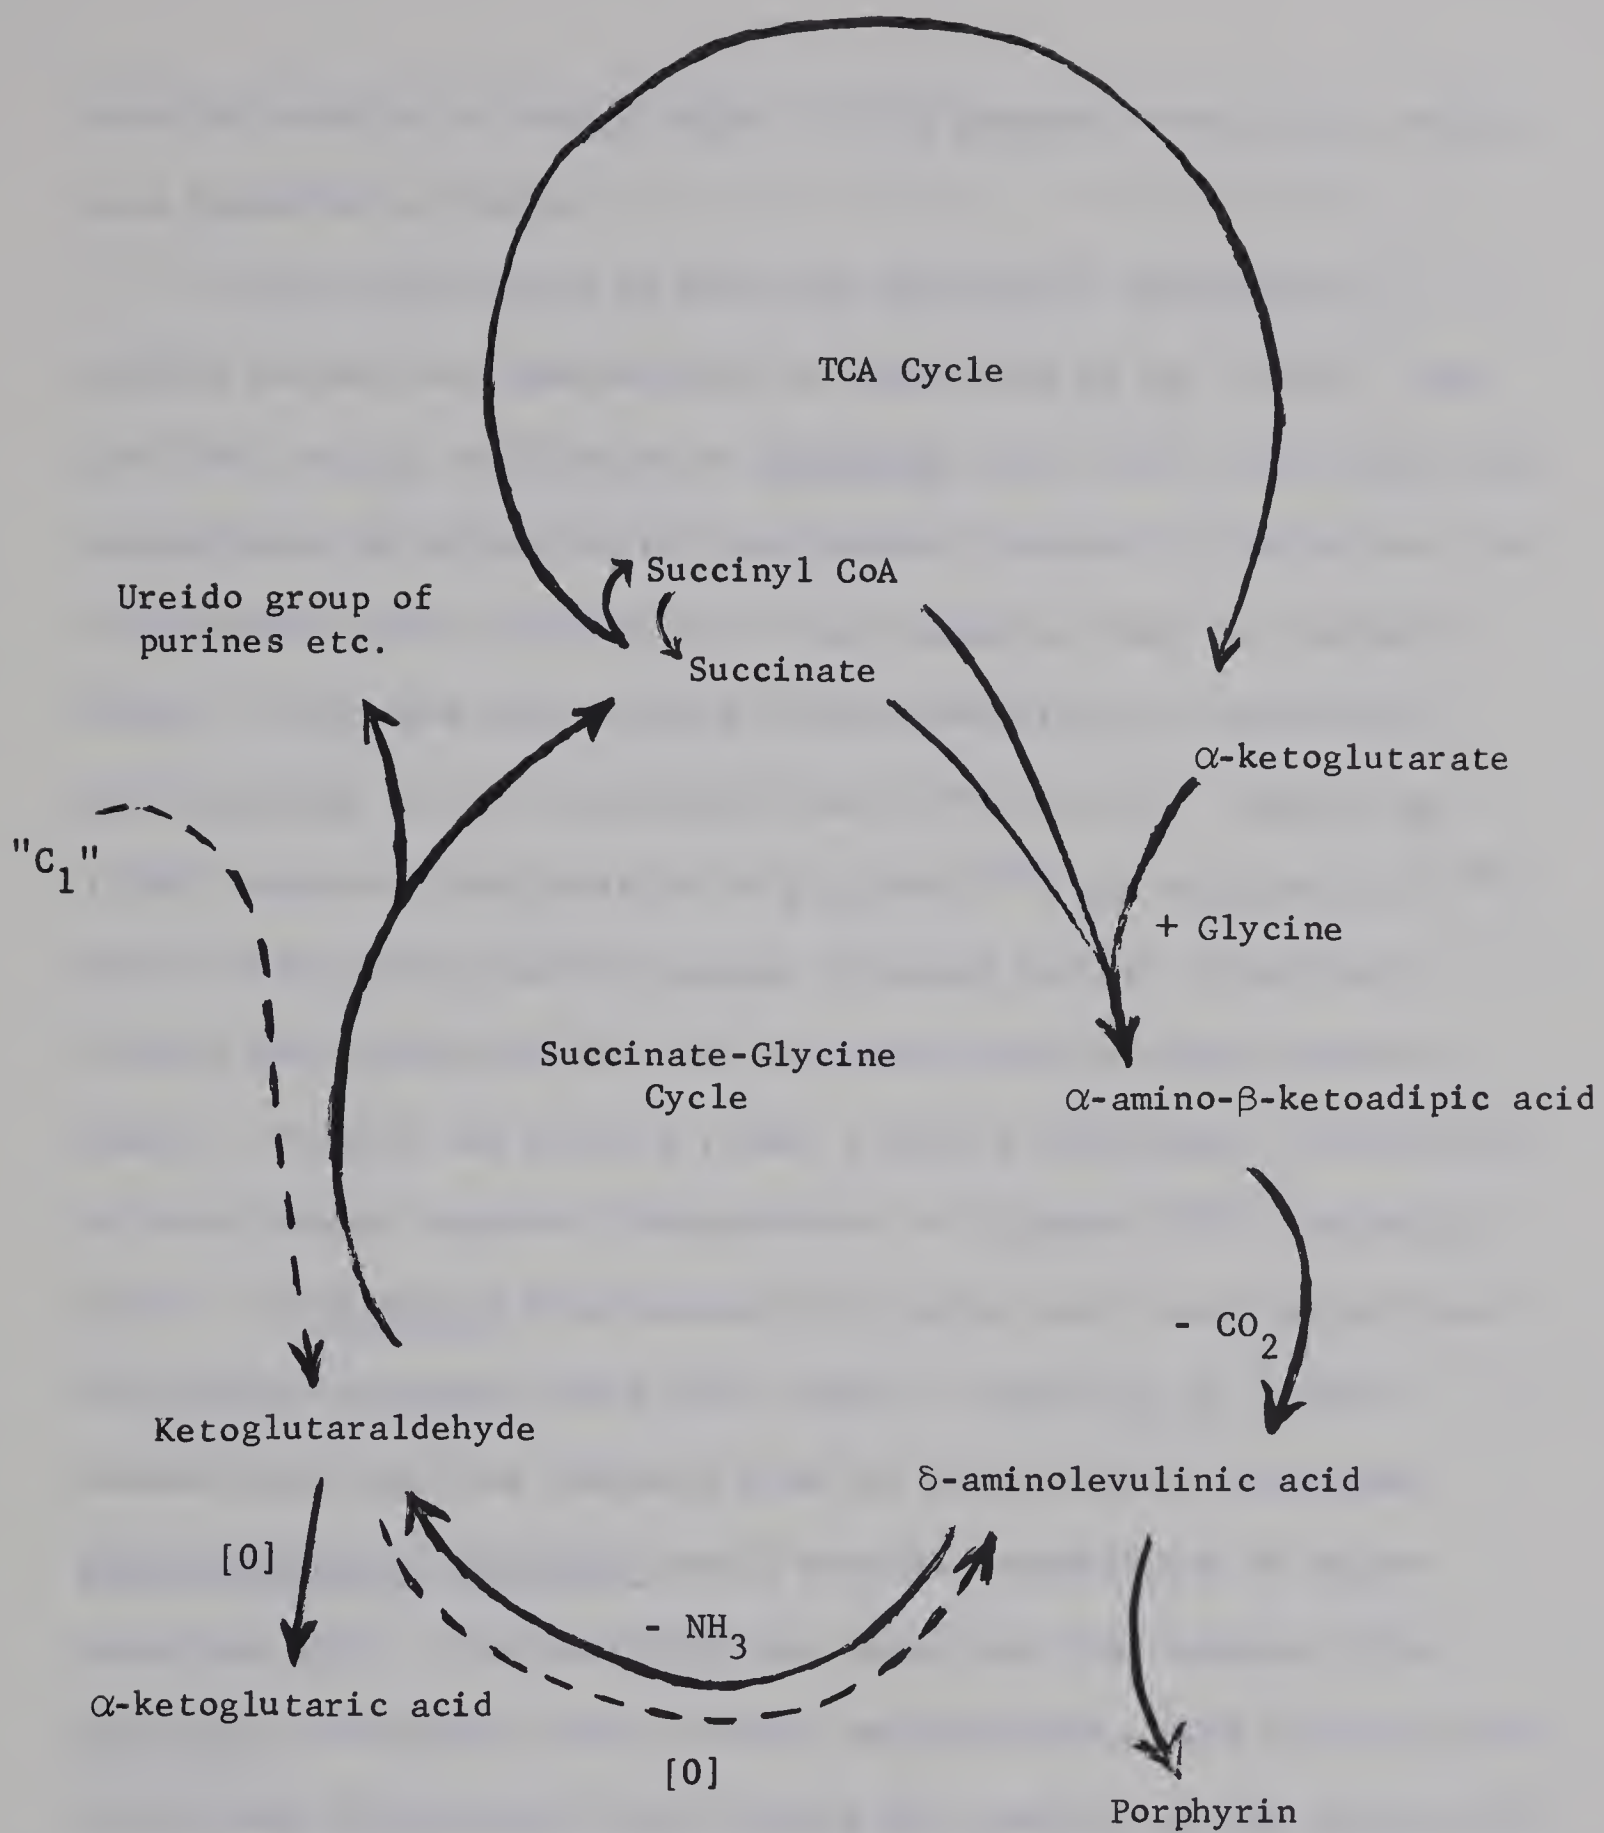 TCA Cycle
Succinyl CoA
Ureido group of
purines etc.
Succinate
α-ketoglutarate
"C₁"
+ Glycine
Succinate-Glycine
Cycle
α-amino-β-ketoadipic acid
- CO₂
Ketoglutaraldehyde
δ-aminolevulinic acid
[O]
- NH₃
α-ketoglutaric acid
[O]
Porphyrin